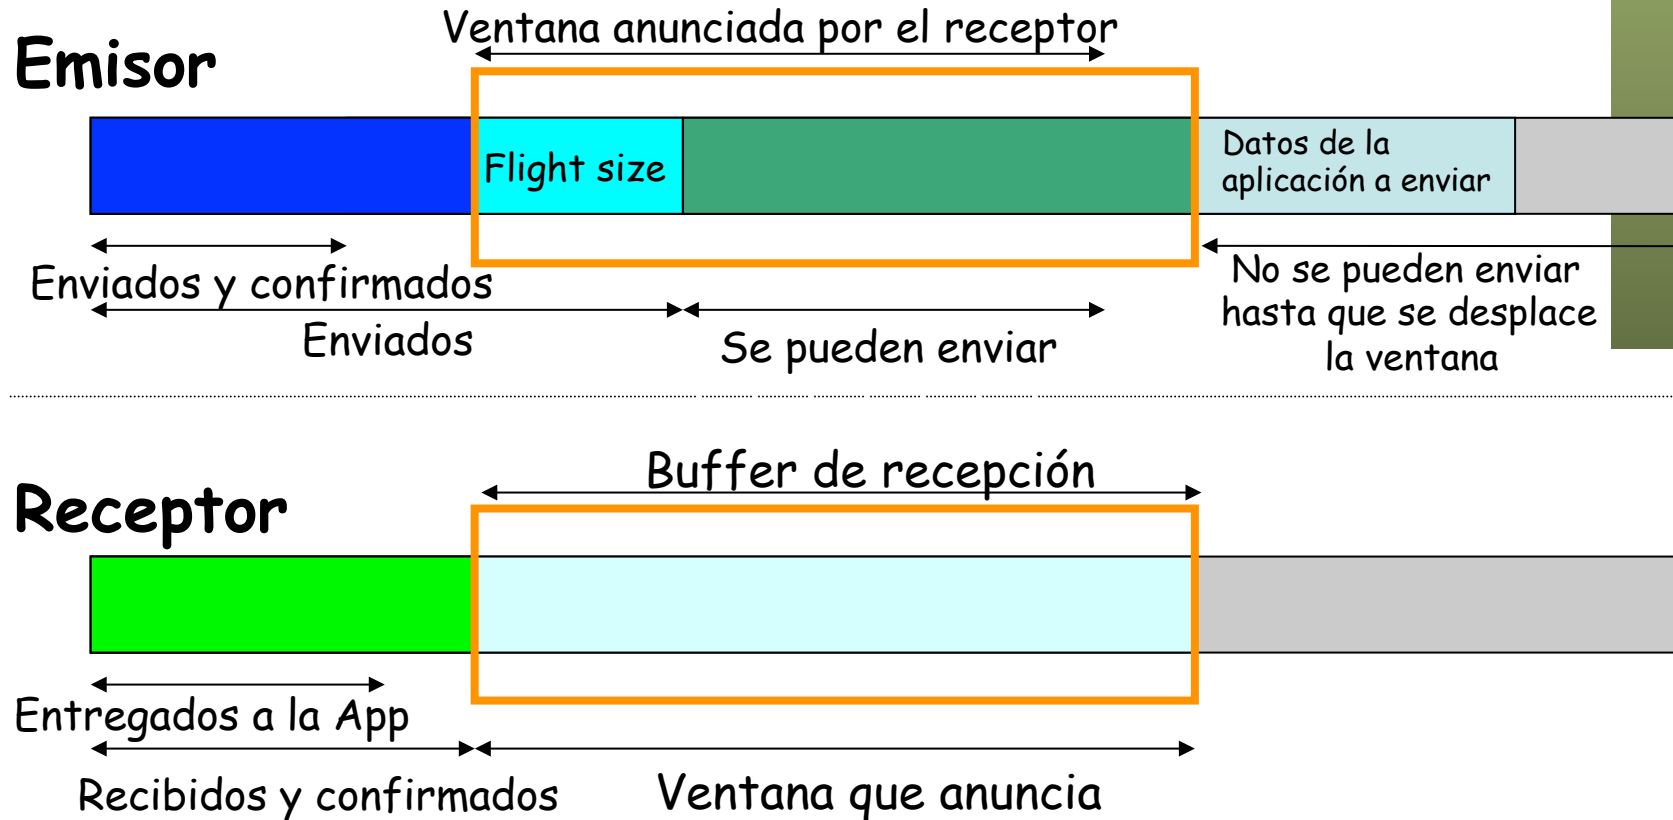 Ventana anunciada por el receptor
Emisor
Flight size
Datos de la
aplicación a enviar
Enviados y confirmados
Enviados
Se pueden enviar
No se pueden enviar
hasta que se desplace
la ventana
Buffer de recepción
Receptor
Entregados a la App
Recibidos y confirmados
Ventana que anuncia